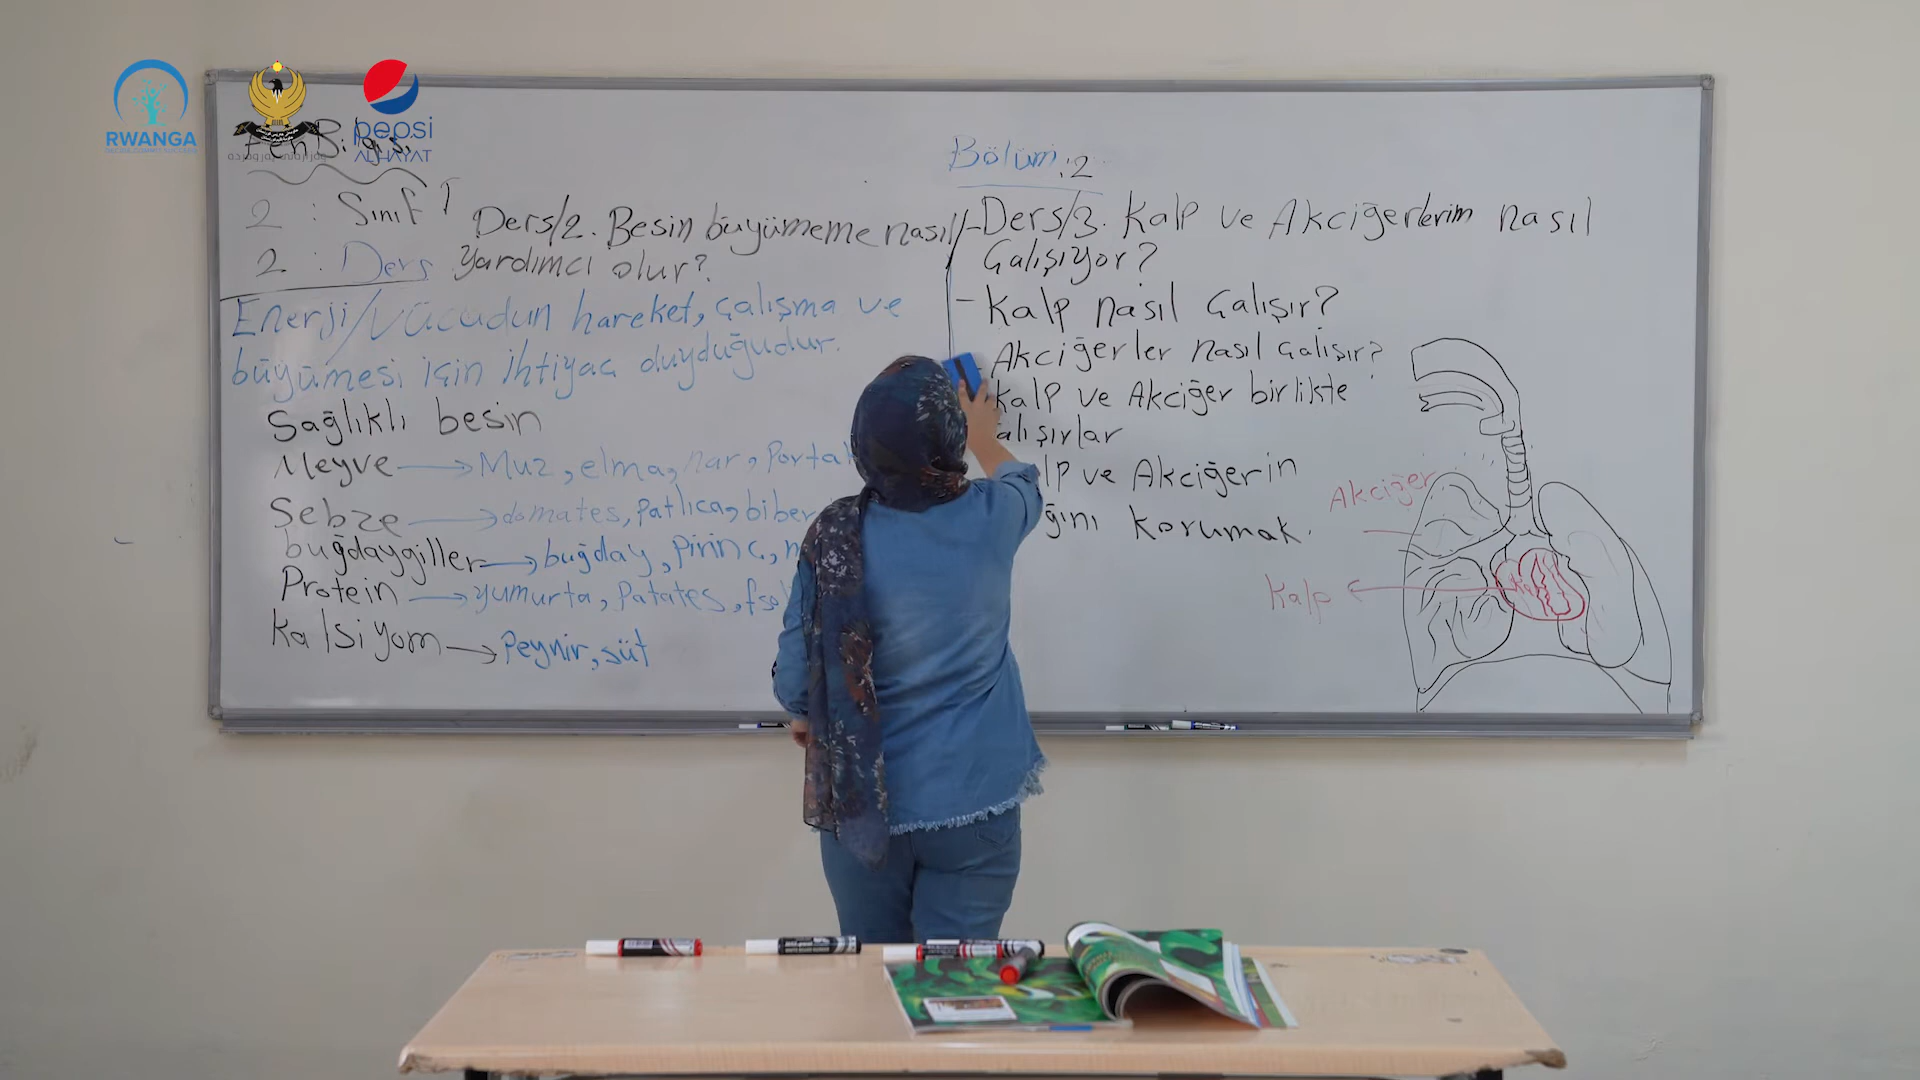 RWANGA
pepsi
ALHAYAT
Fen Bilgisi
2 : Sınıf
2 : Ders
Ders/2. Besin büyümeme nasıl
yardımcı olur?
Enerji/vücudun hareket, çalışma ve
büyümesi için ihtiyaç duyduğudur.
Sağlıklı besin
Meyve → Muz, elma, nar, Porta
Sebze → domates, patlıca, biber
buğdaygiller → buğday, pirinç,
Protein → yumurta, patates,
Kalsiyom → Peynir, süt
Bölüm: 2
- Ders/3. Kalp ve Akciğerlerim nasıl
Çalışıyor?
- Kalp nasıl Çalışır?
Akciğerler nasıl Çalışır?
Kalp ve Akciğer birlikte
alışırlar
lp ve Akciğerin
ğını korumak.
Akciğer
Kalp